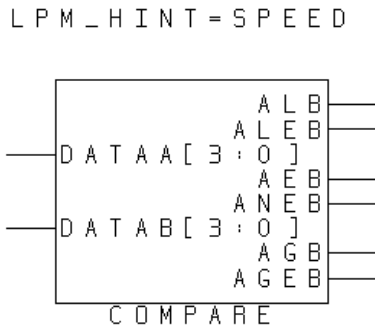 LPM_HINT=SPEED
ALB
ALEB
DATAA[3:0]
AEB
ANEB
DATAB[3:0]
AGB
AGEB
COMPARE